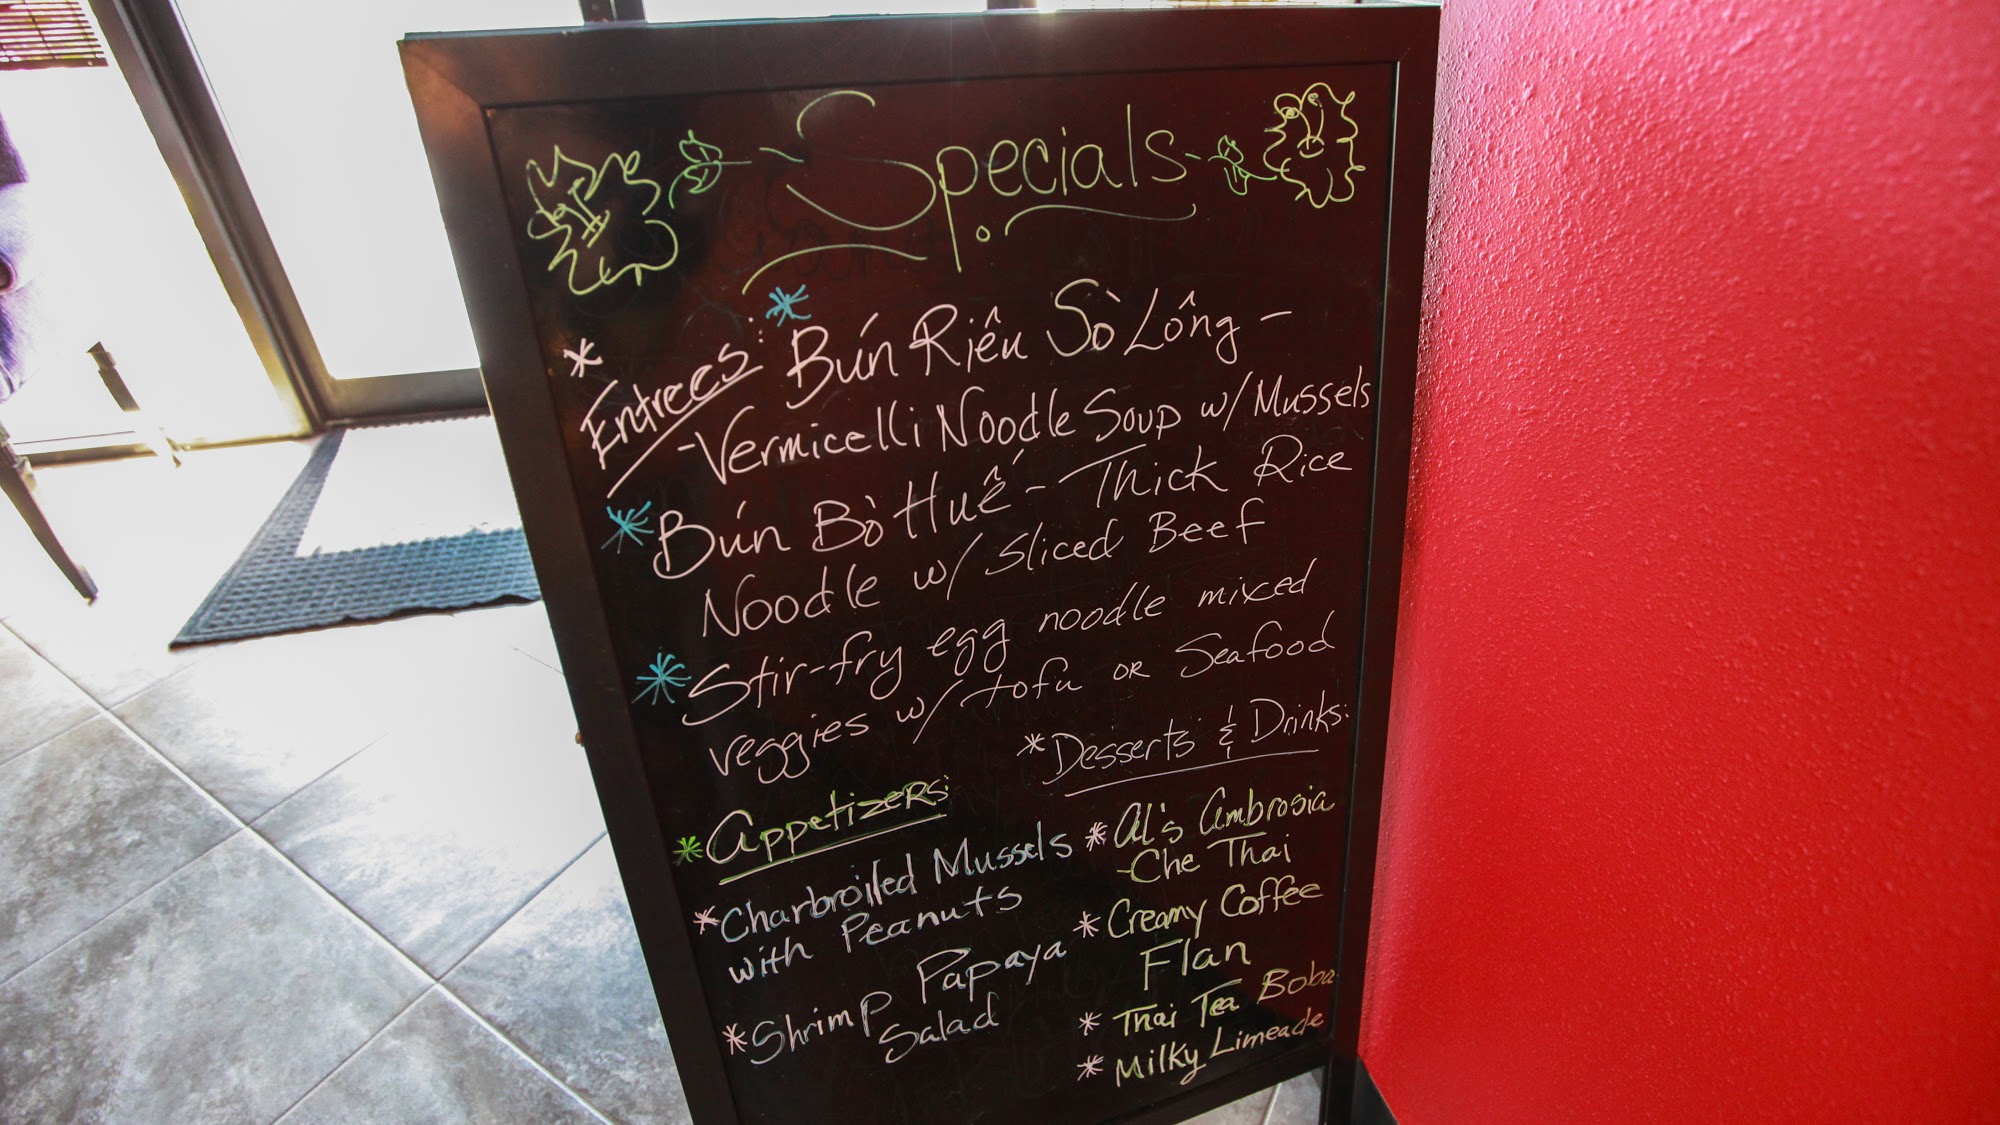 Specials
*Entrees: *Bún Riêu Sò Lông -
-Vermicelli Noodle Soup w/ Mussels
*Bún Bò Huế - Thick Rice
Noodle w/ Sliced Beef
*Stir-fry egg noodle mixed
veggies w/ tofu or Seafood
*Appetizers:
*Charbroiled Mussels
with Peanuts
*Shrimp Papaya
Salad
*Desserts & Drinks:
*Al's Ambrosia
-Che Thai
*Creamy Coffee
Flan
*Thai Tea Boba
*Milky Limeade